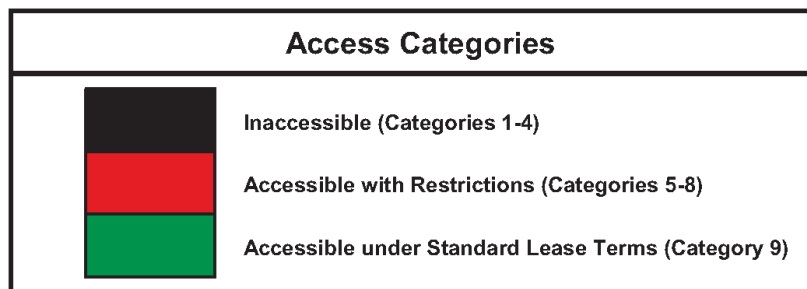 Access Categories
Inaccessible (Categories 1-4)
Accessible with Restrictions (Categories 5-8)
Accessible under Standard Lease Terms (Category 9)